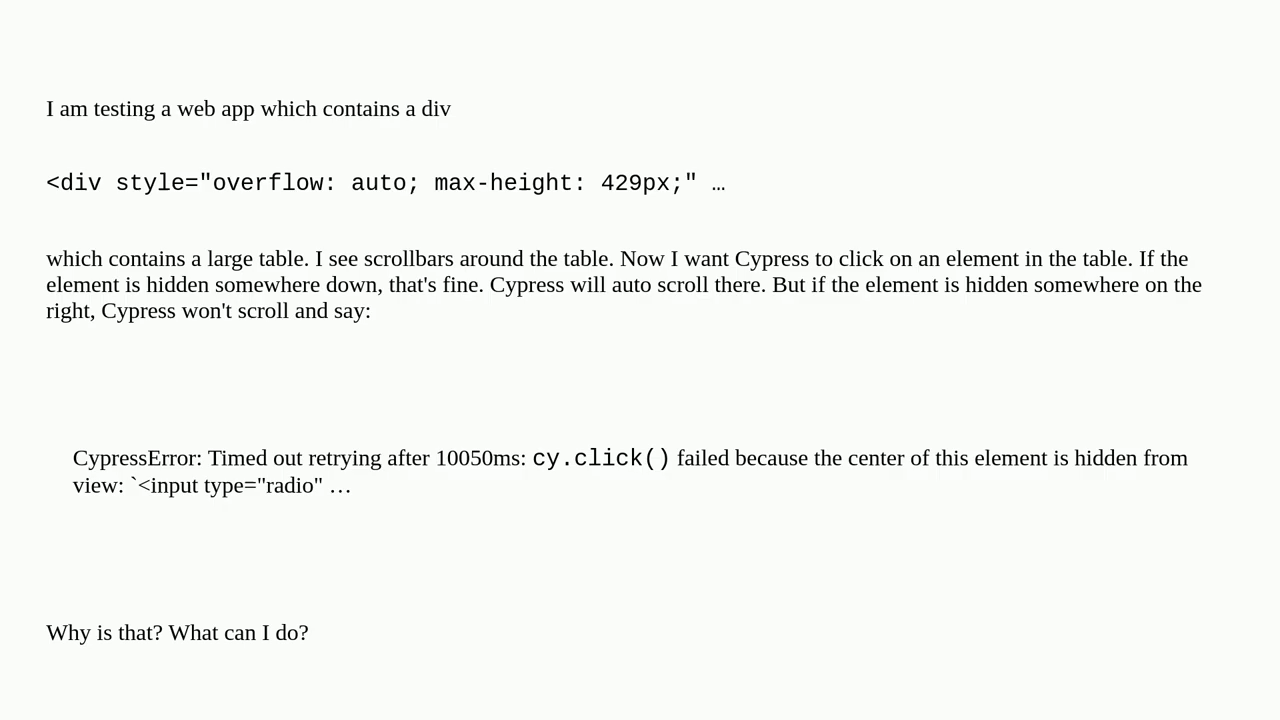 I am testing a web app which contains a div
<div style="overflow: auto; max-height: 429px;" …
which contains a large table. I see scrollbars around the table. Now I want Cypress to click on an element in the table. If the
element is hidden somewhere down, that's fine. Cypress will auto scroll there. But if the element is hidden somewhere on the
right, Cypress won't scroll and say:
CypressError: Timed out retrying after 10050ms: cy.click() failed because the center of this element is hidden from
view: `<input type="radio" …
Why is that? What can I do?